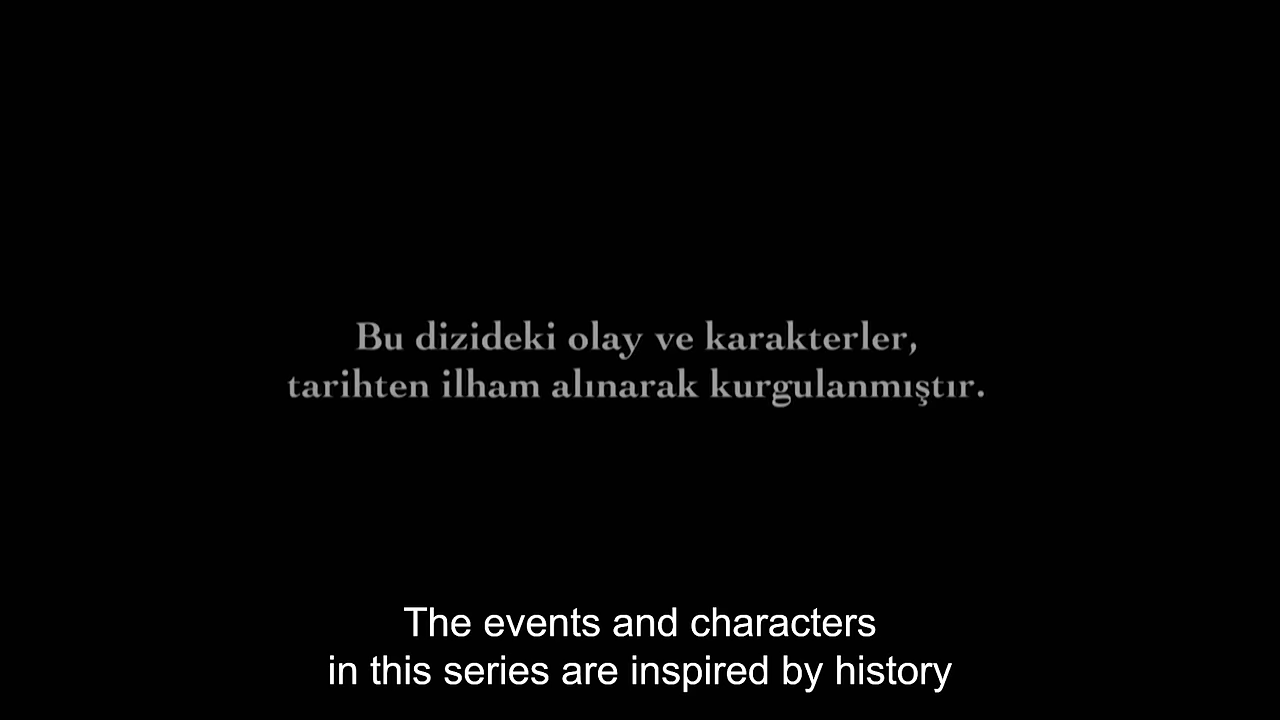 Bu dizideki olay ve karakterler,
tarihten ilham alınarak kurgulanmıştır.
The events and characters
in this series are inspired by history